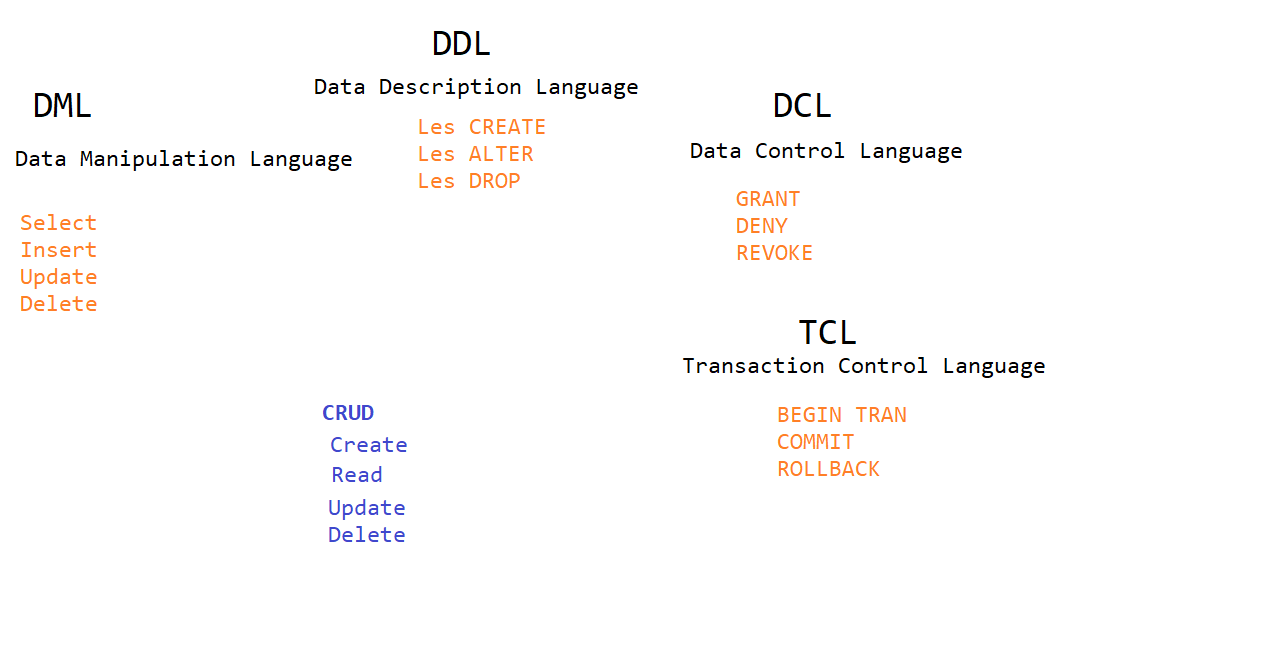 DML
Data Manipulation Language
Select
Insert
Update
Delete
DDL
Data Description Language
Les CREATE
Les ALTER
Les DROP
DCL
Data Control Language
GRANT
DENY
REVOKE
TCL
Transaction Control Language
BEGIN TRAN
COMMIT
ROLLBACK
CRUD
Create
Read
Update
Delete